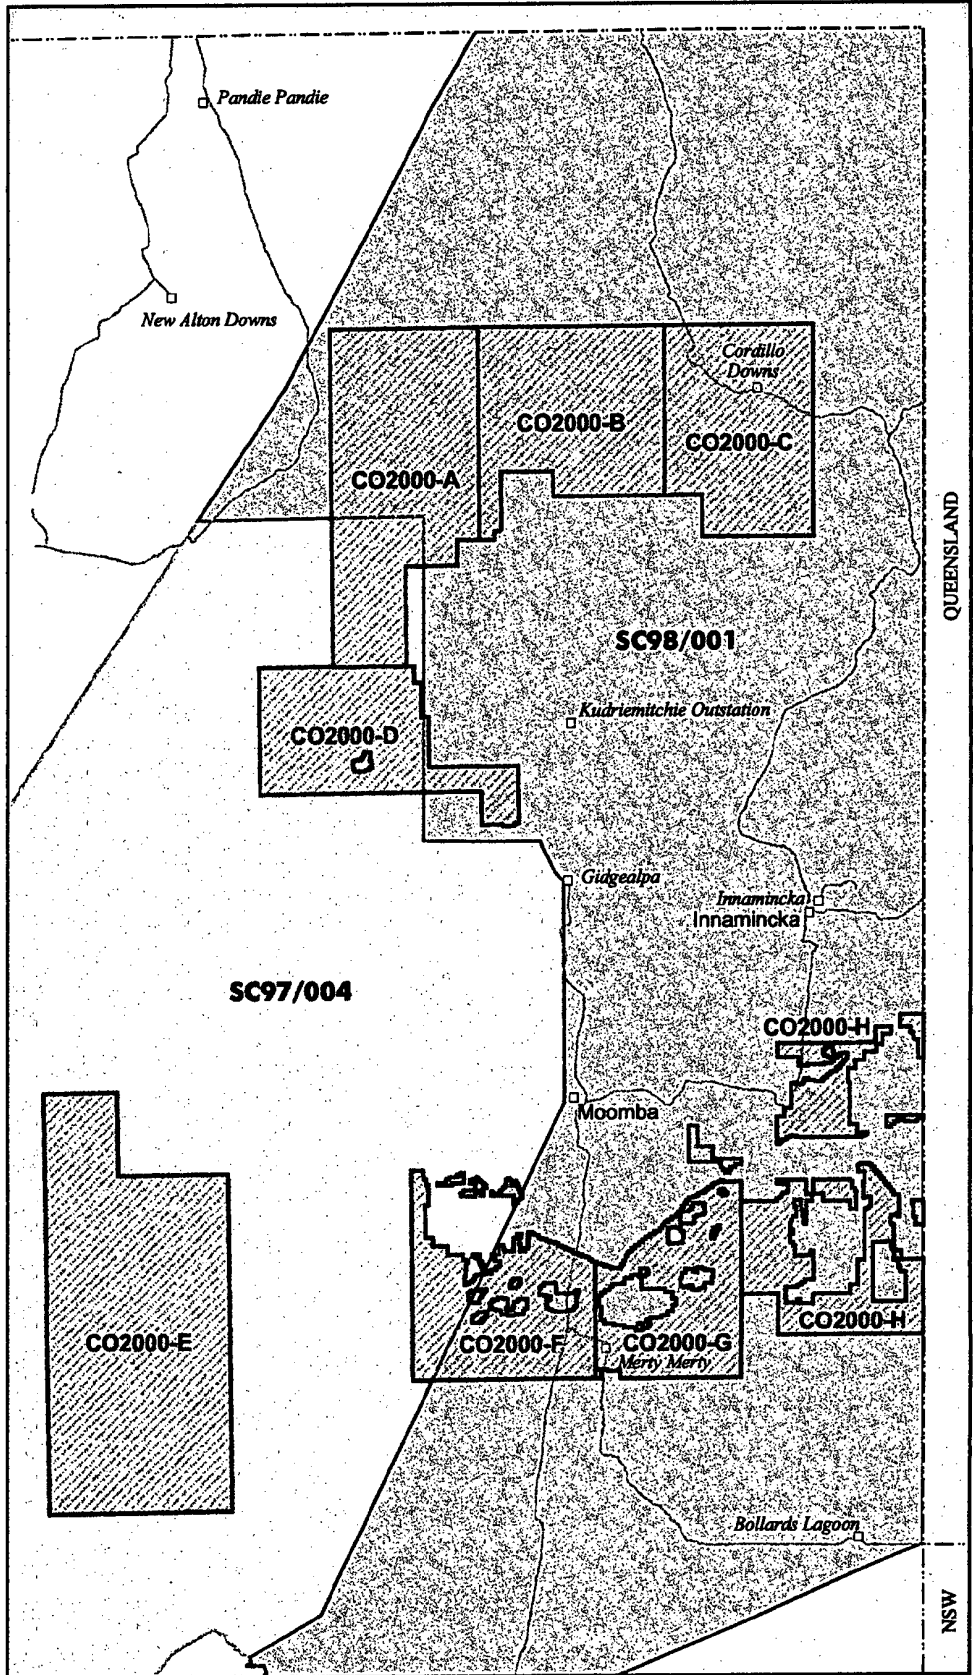 Pandie Pandie
New Alton Downs
Cordillo
Downs
CO2000-B
CO2000-C
CO2000-A
QUEENSLAND
SC98/001
Kudriemitchie Outstation
CO2000-D
Gidgealpa
Innamincka
Innamincka
SC97/004
CO2000-H
Moomba
CO2000-H
CO2000-E
CO2000-F
CO2000-G
Merty Merty
Bollards Lagoon
NSW